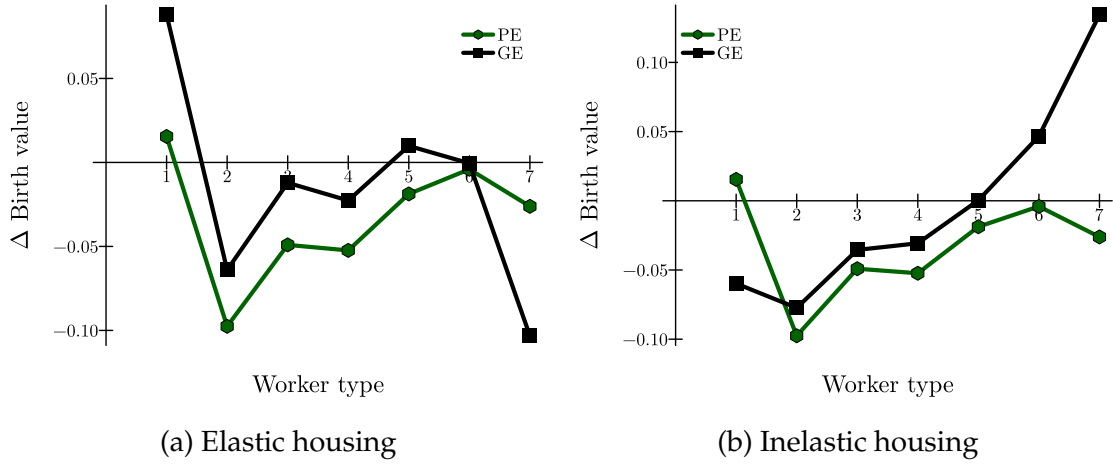 PE
GE
0.05
−0.05
−0.10
1 2 3 4 5 6 7
Δ Birth value
Worker type
(a) Elastic housing
PE
GE
0.10
0.05
−0.05
−0.10
1 2 3 4 5 6 7
Δ Birth value
Worker type
(b) Inelastic housing